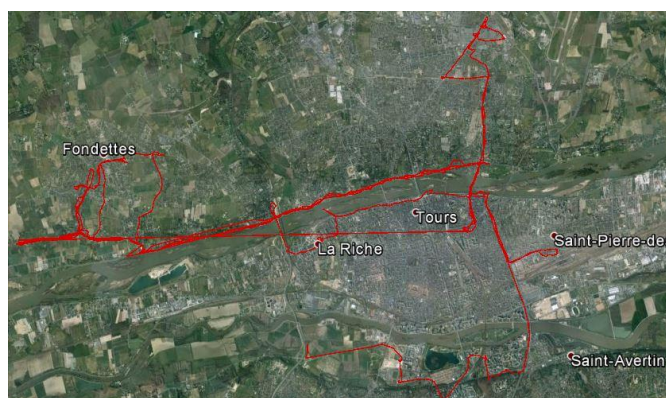 Fondettes
Tours
Saint-Pierre-de
La Riche
Saint-Avertin